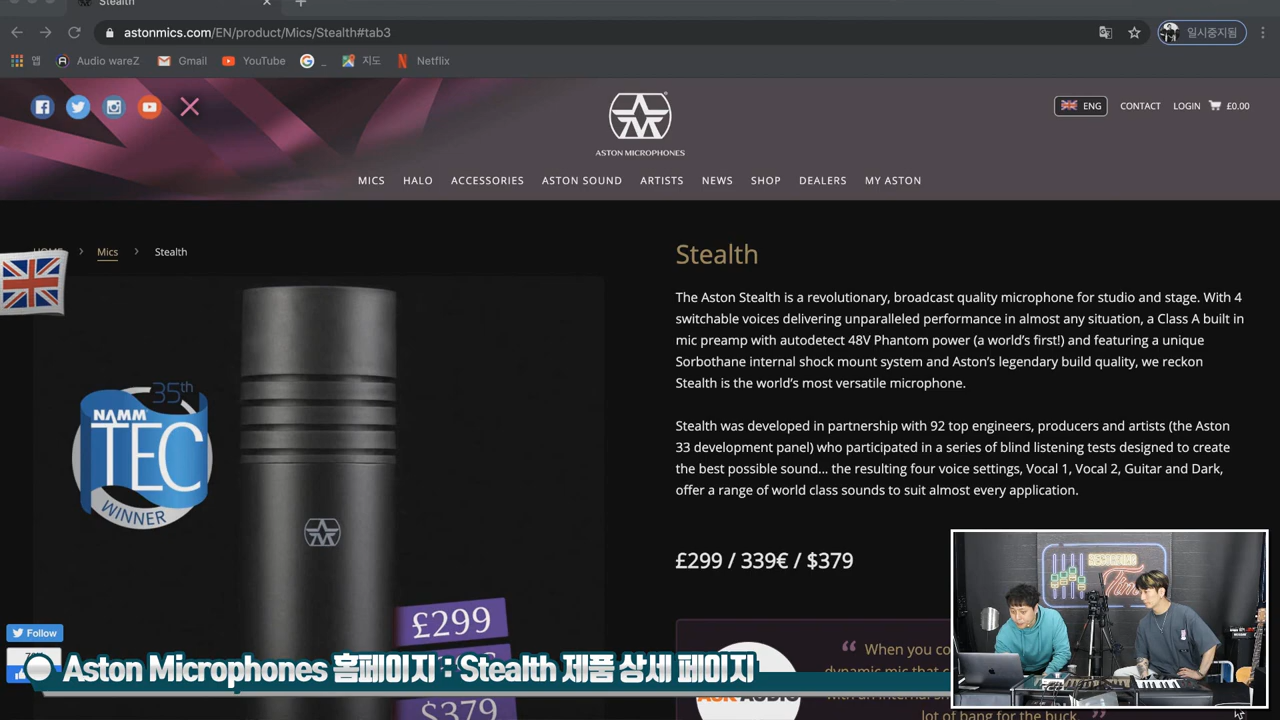 Stealth
astonmics.com/EN/product/Mics/Stealth#tab3
일시중지됨
앱
Audio wareZ
Gmail
YouTube
_
지도
Netflix
ENG
CONTACT
LOGIN
£0.00
ASTON MICROPHONES
MICS
HALO
ACCESSORIES
ASTON SOUND
ARTISTS
NEWS
SHOP
DEALERS
MY ASTON
HOME
Mics
Stealth
Stealth
The Aston Stealth is a revolutionary, broadcast quality microphone for studio and stage. With 4
switchable voices delivering unparalleled performance in almost any situation, a Class A built in
mic preamp with autodetect 48V Phantom power (a world's first!) and featuring a unique
Sorbothane internal shock mount system and Aston's legendary build quality, we reckon
Stealth is the world's most versatile microphone.
Stealth was developed in partnership with 92 top engineers, producers and artists (the Aston
33 development panel) who participated in a series of blind listening tests designed to create
the best possible sound... the resulting four voice settings, Vocal 1, Vocal 2, Guitar and Dark,
offer a range of world class sounds to suit almost every application.
£299 / 339€ / $379
35th
NAMM
TEC
WINNER
£299
$379
Follow
“ When you co
dynamic mic that c
lot of bang for the buck
Time
Aston Microphones 홈페이지 : Stealth 제품 상세 페이지